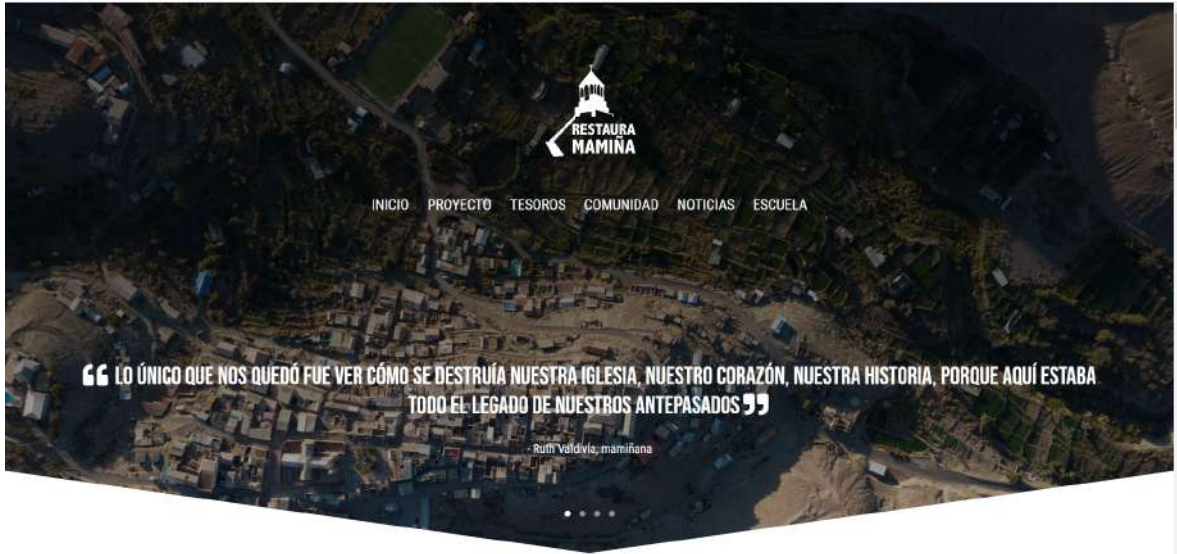 RESTAURA
MAMIÑA
INICIO PROYECTO TESOROS COMUNIDAD NOTICIAS ESCUELA
❝ LO ÚNICO QUE NOS QUEDÓ FUE VER CÓMO SE DESTRUÍA NUESTRA IGLESIA, NUESTRO CORAZÓN, NUESTRA HISTORIA, PORQUE AQUÍ ESTABA
TODO EL LEGADO DE NUESTROS ANTEPASADOS ❞
- Ruth Valdivia, mamiñana